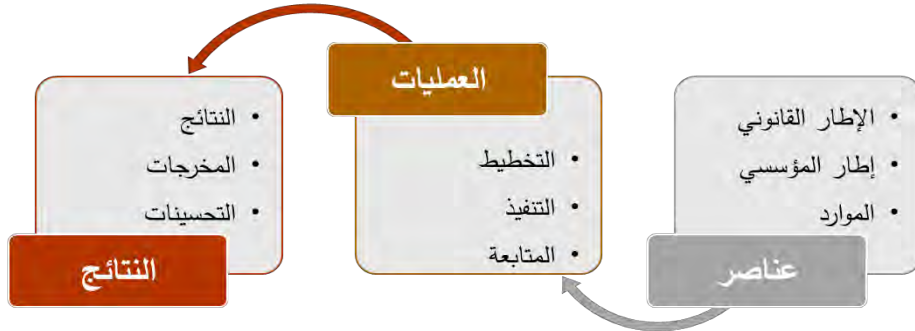 الإطار القانوني
إطار المؤسسي
الموارد
عناصر
العمليات
التخطيط
التنفيذ
المتابعة
النتائج
المخرجات
التحسينات
النتائج